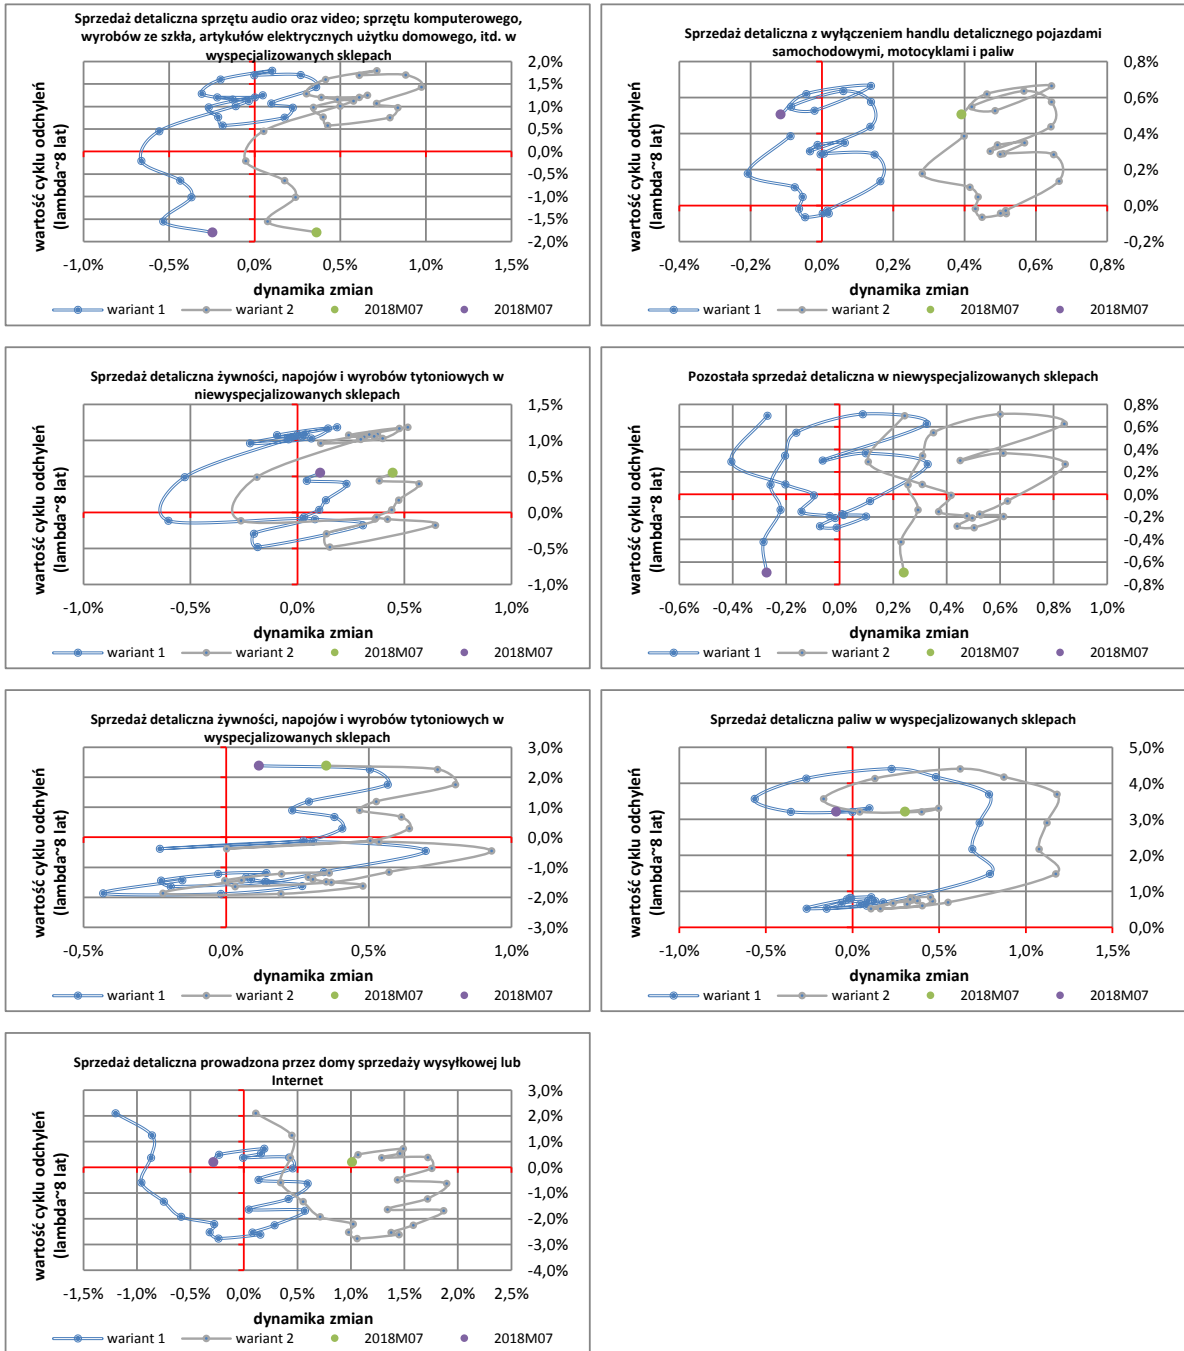 Sprzedaż detaliczna sprzętu audio oraz video; sprzętu komputerowego,
wyrobów ze szkła, artykułów elektrycznych użytku domowego, itd. w
wyspecjalizowanych sklepach
wartość cyklu odchyleń
(lambda~8 lat)
2,0%
1,5%
1,0%
0,5%
0,0%
-0,5%
-1,0%
-1,5%
-2,0%
-1,0% -0,5% 0,0% 0,5% 1,0% 1,5%
dynamika zmian
wariant 1 wariant 2 2018M07 2018M07
Sprzedaż detaliczna z wyłączeniem handlu detalicznego pojazdami
samochodowymi, motocyklami i paliw
wartość cyklu odchyleń
(lambda~8 lat)
0,8%
0,6%
0,4%
0,2%
0,0%
-0,2%
-0,4% -0,2% 0,0% 0,2% 0,4% 0,6% 0,8%
dynamika zmian
wariant 1 wariant 2 2018M07 2018M07
Sprzedaż detaliczna żywności, napojów i wyrobów tytoniowych w
niewyspecjalizowanych sklepach
wartość cyklu odchyleń
(lambda~8 lat)
1,5%
1,0%
0,5%
0,0%
-0,5%
-1,0%
-1,0% -0,5% 0,0% 0,5% 1,0%
dynamika zmian
wariant 1 wariant 2 2018M07 2018M07
Pozostała sprzedaż detaliczna w niewyspecjalizowanych sklepach
wartość cyklu odchyleń
(lambda~8 lat)
0,8%
0,6%
0,4%
0,2%
0,0%
-0,2%
-0,4%
-0,6%
-0,8%
-0,6% -0,4% -0,2% 0,0% 0,2% 0,4% 0,6% 0,8% 1,0%
dynamika zmian
wariant 1 wariant 2 2018M07 2018M07
Sprzedaż detaliczna żywności, napojów i wyrobów tytoniowych w
wyspecjalizowanych sklepach
wartość cyklu odchyleń
(lambda~8 lat)
3,0%
2,0%
1,0%
0,0%
-1,0%
-2,0%
-3,0%
-0,5% 0,0% 0,5% 1,0%
dynamika zmian
wariant 1 wariant 2 2018M07 2018M07
Sprzedaż detaliczna paliw w wyspecjalizowanych sklepach
wartość cyklu odchyleń
(lambda~8 lat)
5,0%
4,0%
3,0%
2,0%
1,0%
0,0%
-1,0% -0,5% 0,0% 0,5% 1,0% 1,5%
dynamika zmian
wariant 1 wariant 2 2018M07 2018M07
Sprzedaż detaliczna prowadzona przez domy sprzedaży wysyłkowej lub
Internet
wartość cyklu odchyleń
(lambda~8 lat)
3,0%
2,0%
1,0%
0,0%
-1,0%
-2,0%
-3,0%
-4,0%
-1,5% -1,0% -0,5% 0,0% 0,5% 1,0% 1,5% 2,0% 2,5%
dynamika zmian
wariant 1 wariant 2 2018M07 2018M07